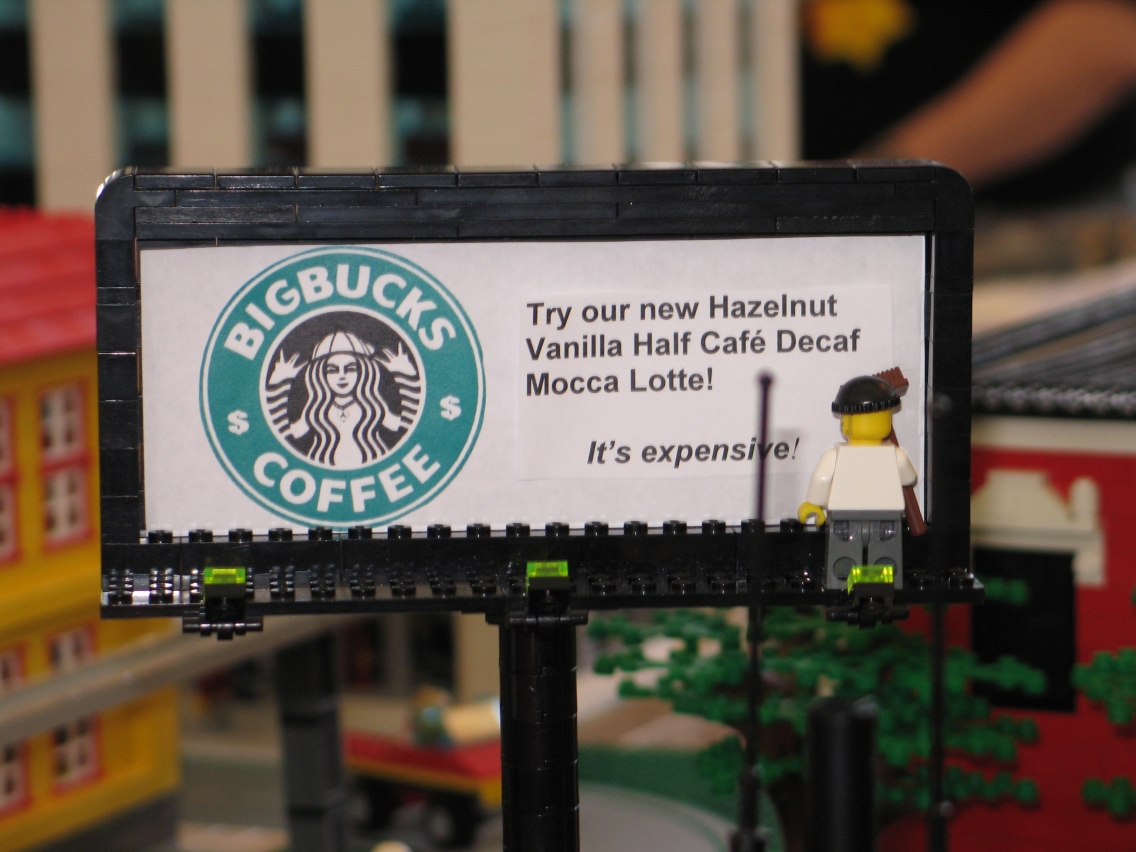 BIGBUCKS
$ $
COFFEE
Try our new Hazelnut
Vanilla Half Café Decaf
Mocca Lotte!
It's expensive!